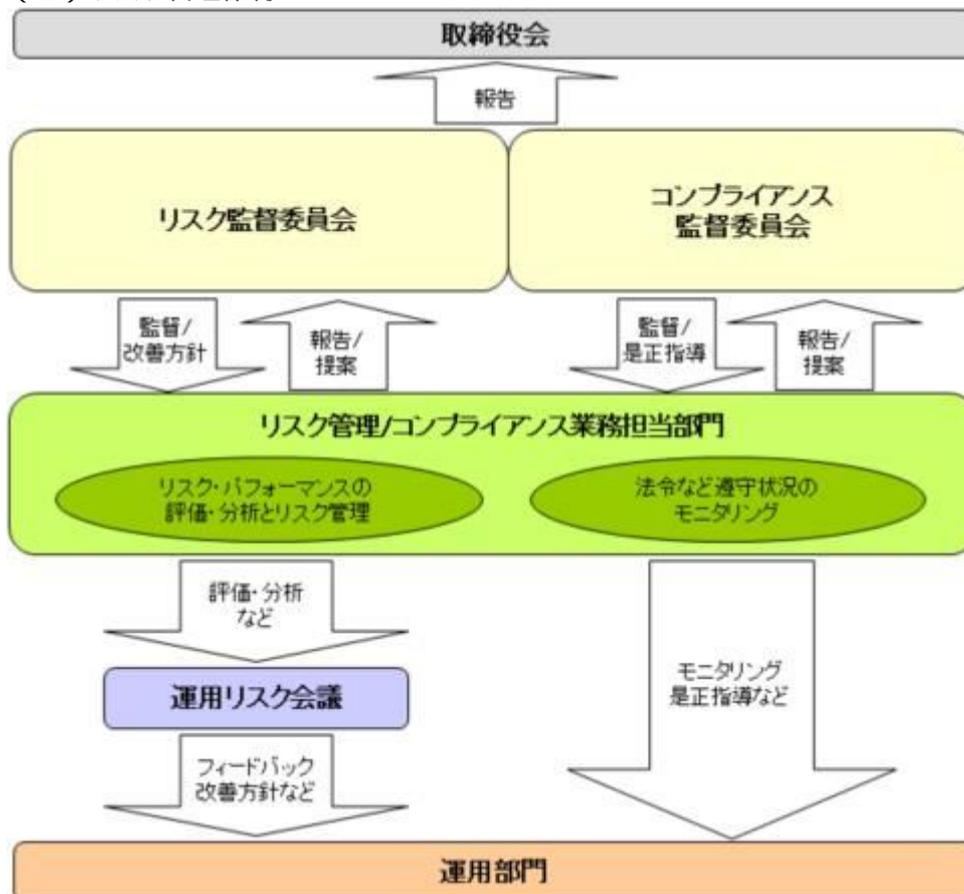 取締役会
報告
リスク監督委員会
コンプライアンス
監督委員会
監督/
改善方針
報告/
提案
監督/
是正指導
報告/
提案
リスク管理/コンプライアンス業務担当部門
リスク・パフォーマンスの
評価・分析とリスク管理
法令など遵守状況の
モニタリング
評価・分析
など
運用リスク会議
モニタリング
是正指導など
フィードバック
改善方針など
運用部門